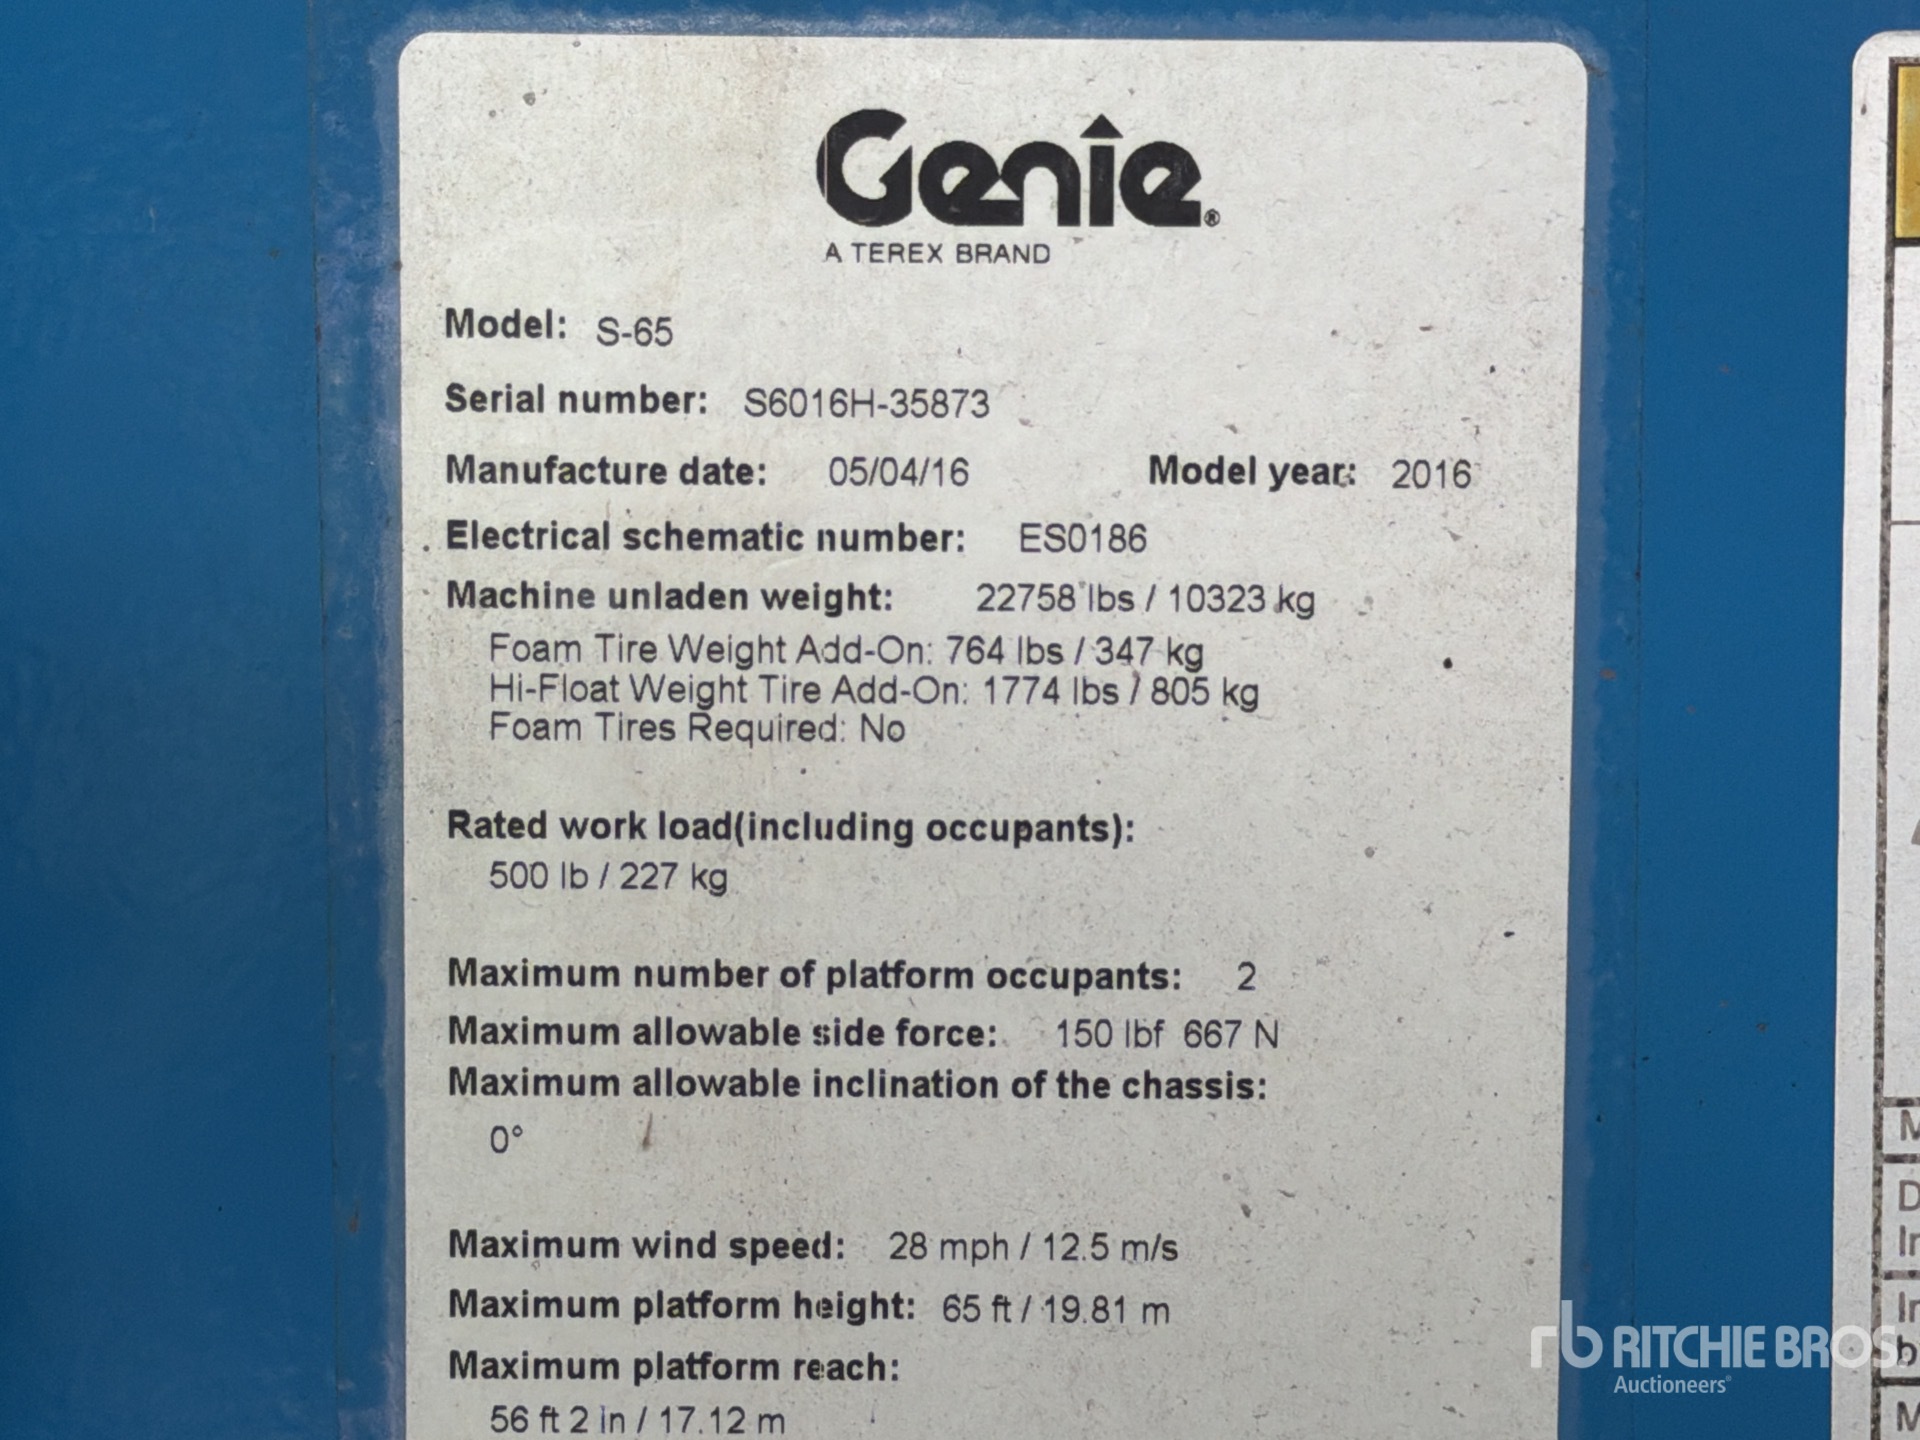 Genie®
A TEREX BRAND
Model: S-65
Serial number: S6016H-35873
Manufacture date: 05/04/16 Model year: 2016
Electrical schematic number: ES0186
Machine unladen weight: 22758 lbs / 10323 kg
Foam Tire Weight Add-On: 764 lbs / 347 kg
Hi-Float Weight Tire Add-On: 1774 lbs / 805 kg
Foam Tires Required: No
Rated work load(including occupants):
500 lb / 227 kg
Maximum number of platform occupants: 2
Maximum allowable side force: 150 lbf 667 N
Maximum allowable inclination of the chassis:
0°
Maximum wind speed: 28 mph / 12.5 m/s
Maximum platform height: 65 ft / 19.81 m
Maximum platform reach:
56 ft 2 in / 17.12 m
rb RITCHIE BROS.
Auctioneers®